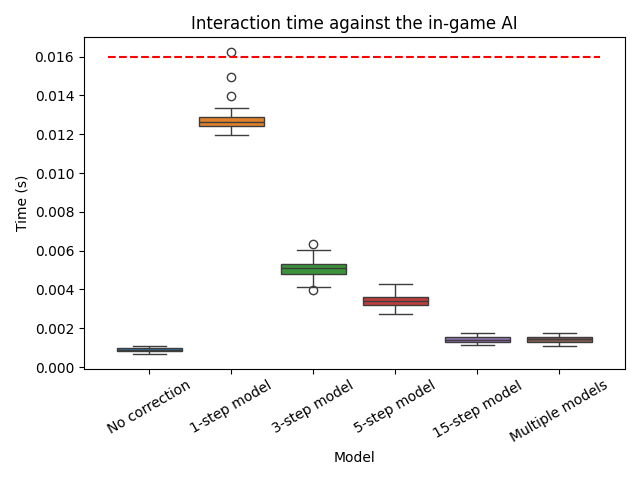 Interaction time against the in-game AI
Time (s)
0.016
0.014
0.012
0.010
0.008
0.006
0.004
0.002
0.000
No correction
1-step model
3-step model
5-step model
15-step model
Multiple models
Model